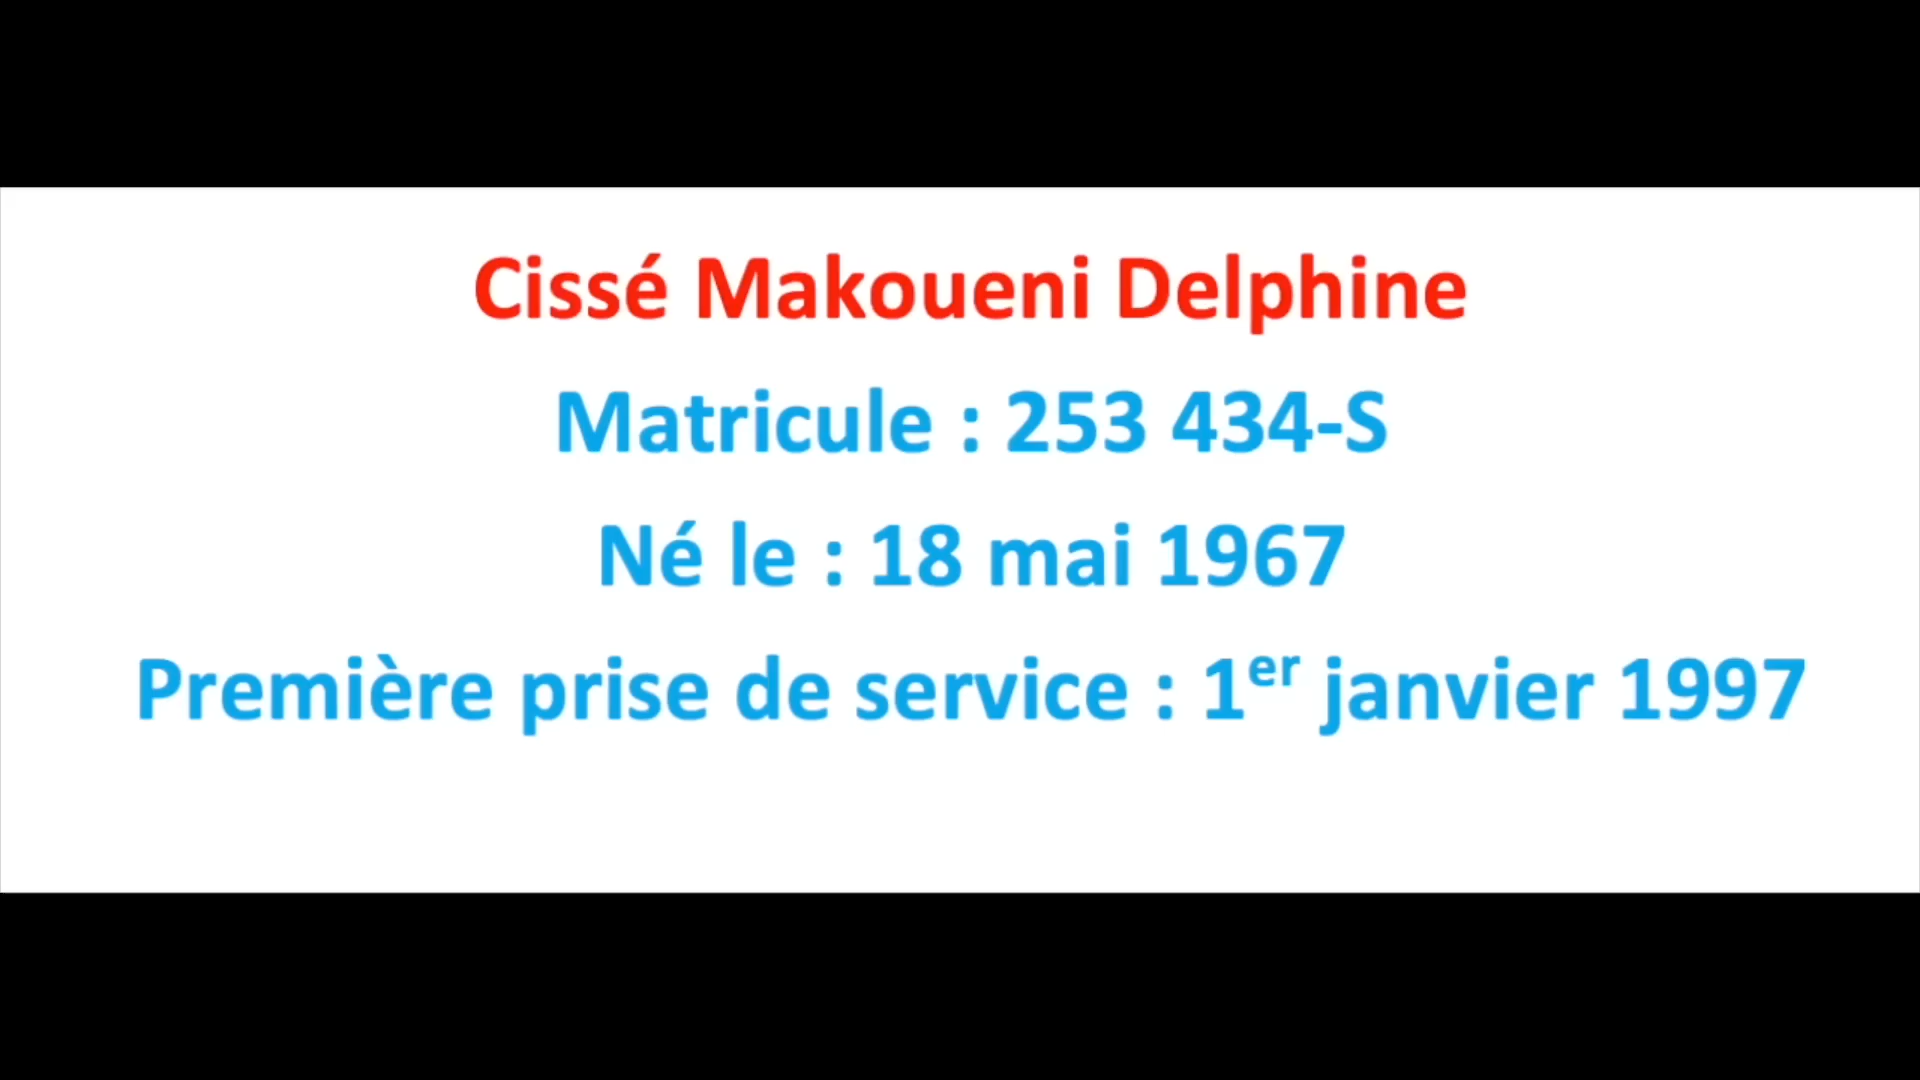 Cissé Makoueni Delphine
Matricule : 253 434-S
Né le : 18 mai 1967
Première prise de service : 1er janvier 1997